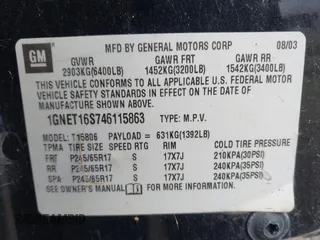 GM
MFD BY GENERAL MOTORS CORP 08/03
GVWR GAWR FRT GAWR RR
2903KG(6400LB) 1452KG(3200LB) 1542KG(3400LB)
THIS VEHICLE CONFORMS TO ALL APPLICABLE U.S. FEDERAL MOTOR
VEHICLE SAFETY STANDARDS IN EFFECT ON THE DATE OF
MANUFACTURE SHOWN ABOVE.
1GNET16S746115863 TYPE: M.P.V.
MODEL: T15806 PAYLOAD = 631KG(1392LB)
TPMA TIRE SIZE SPEED RTG RIM COLD TIRE PRESSURE
FRT P245/65R17 S 17X7J 210KPA(30PSI)
RR P245/65R17 S 17X7J 240KPA(35PSI)
SPA P245/65R17 S 17X7J 240KPA(35PSI)
SEE OWNER'S MANUAL FOR ADDITIONAL INFORMATION.